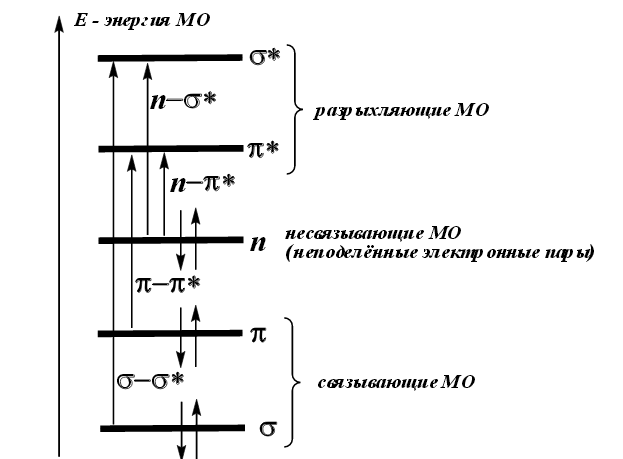 E - энергия МО
σ*
n–σ*
разрыхляющие МО
π*
n–π*
n
несвязывающие МО
(неподелённые электронные пары)
π–π*
π
σ–σ*
связывающие МО
σ